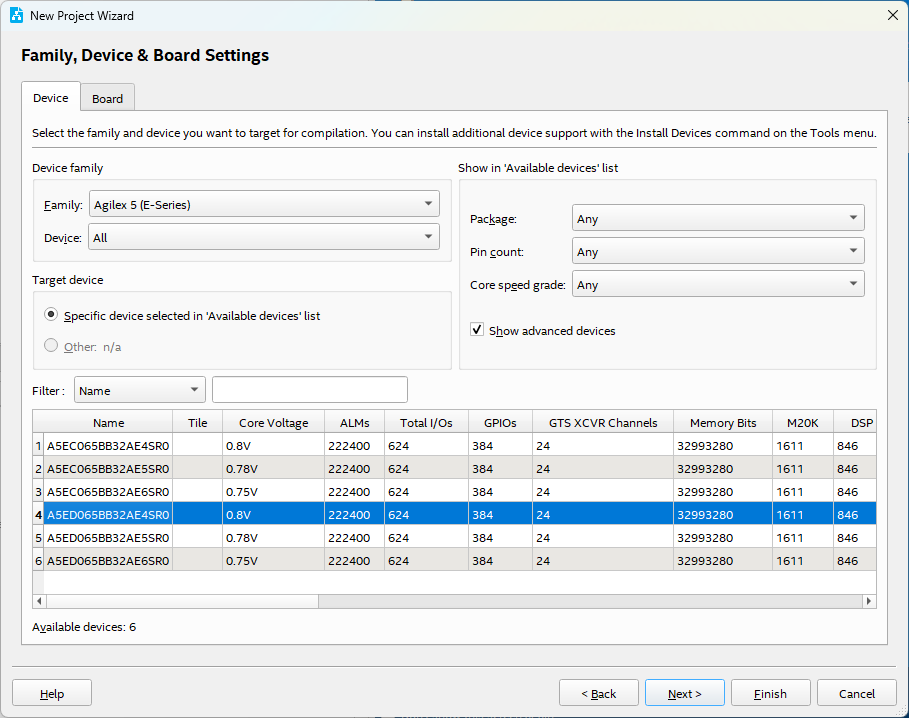 New Project Wizard
Family, Device & Board Settings
Device Board
Select the family and device you want to target for compilation. You can install additional device support with the Install Devices command on the Tools menu.
Device family
Family: Agilex 5 (E-Series)
Device: All
Show in 'Available devices' list
Package: Any
Pin count: Any
Core speed grade: Any
Show advanced devices
Target device
Specific device selected in 'Available devices' list
Other: n/a
Filter : Name
Name Tile Core Voltage ALMs Total I/Os GPIOs GTS XCVR Channels Memory Bits M20K DSP
1 A5EC065BB32AE4SR0 0.8V 222400 624 384 24 32993280 1611 846
2 A5EC065BB32AE5SR0 0.78V 222400 624 384 24 32993280 1611 846
3 A5EC065BB32AE6SR0 0.75V 222400 624 384 24 32993280 1611 846
4 A5ED065BB32AE4SR0 0.8V 222400 624 384 24 32993280 1611 846
5 A5ED065BB32AE5SR0 0.78V 222400 624 384 24 32993280 1611 846
6 A5ED065BB32AE6SR0 0.75V 222400 624 384 24 32993280 1611 846
Available devices: 6
Help < Back Next > Finish Cancel